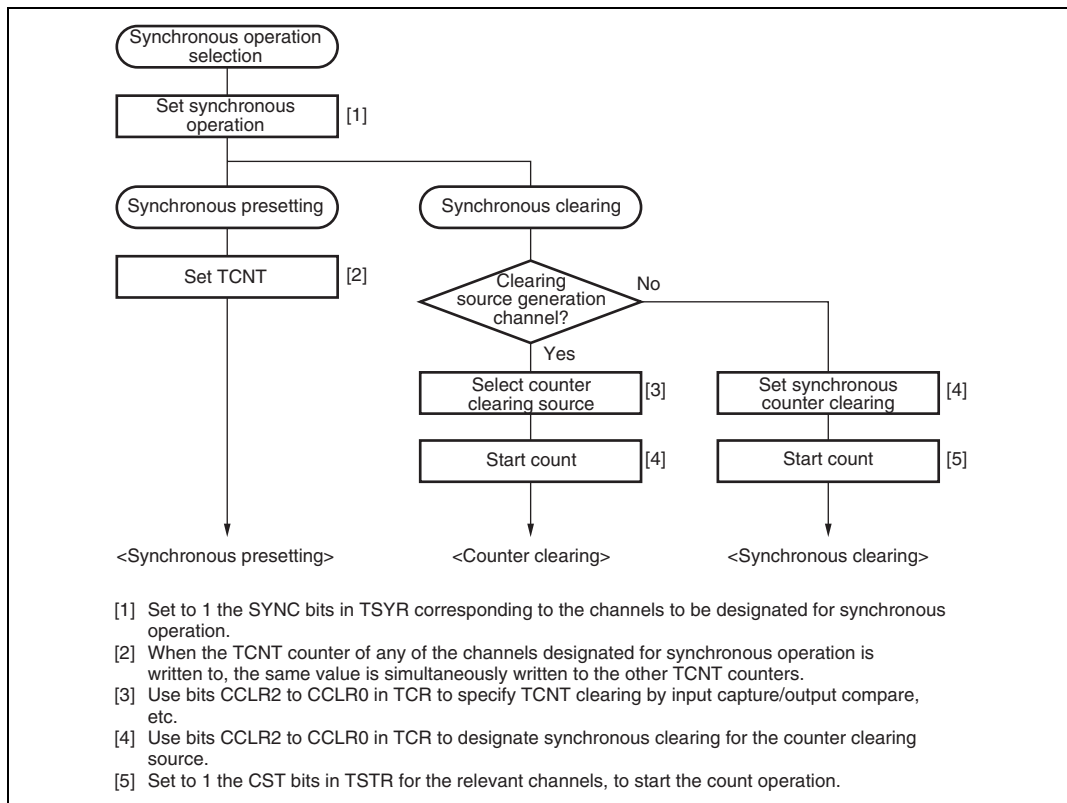 Synchronous operation
selection
Set synchronous
operation
[1]
Synchronous presetting
Synchronous clearing
Set TCNT
[2]
Clearing
source generation
channel?
No
Yes
Select counter
clearing source
[3]
Set synchronous
counter clearing
[4]
Start count
[4]
Start count
[5]
<Synchronous presetting>
<Counter clearing>
<Synchronous clearing>
[1] Set to 1 the SYNC bits in TSYR corresponding to the channels to be designated for synchronous
operation.
[2] When the TCNT counter of any of the channels designated for synchronous operation is
written to, the same value is simultaneously written to the other TCNT counters.
[3] Use bits CCLR2 to CCLR0 in TCR to specify TCNT clearing by input capture/output compare,
etc.
[4] Use bits CCLR2 to CCLR0 in TCR to designate synchronous clearing for the counter clearing
source.
[5] Set to 1 the CST bits in TSTR for the relevant channels, to start the count operation.